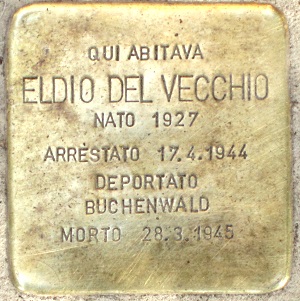 QUI ABITAVA
ELDIO DEL VECCHIO
NATO 1927
ARRESTATO 17.4.1944
DEPORTATO
BUCHENWALD
MORTO 28.3.1945